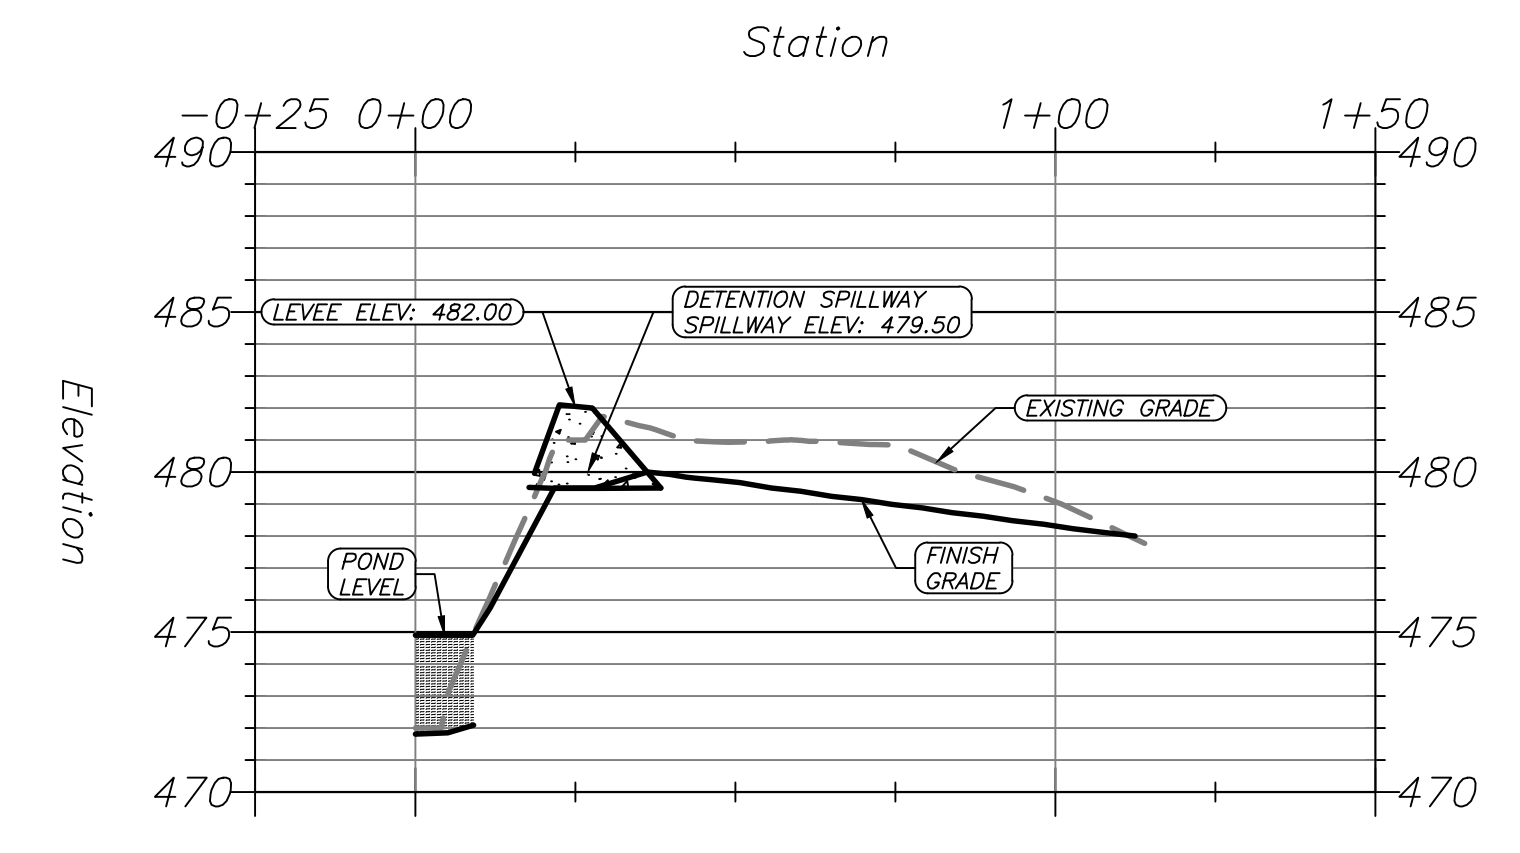 Station
-0+25 0+00 1+00 1+50
490 490
485 LEVEE ELEV: 482.00 485
DETENTION SPILLWAY
SPILLWAY ELEV: 479.50
EXISTING GRADE
Elevation
480 480
POND
LEVEL
FINISH
GRADE
475 475
470 470